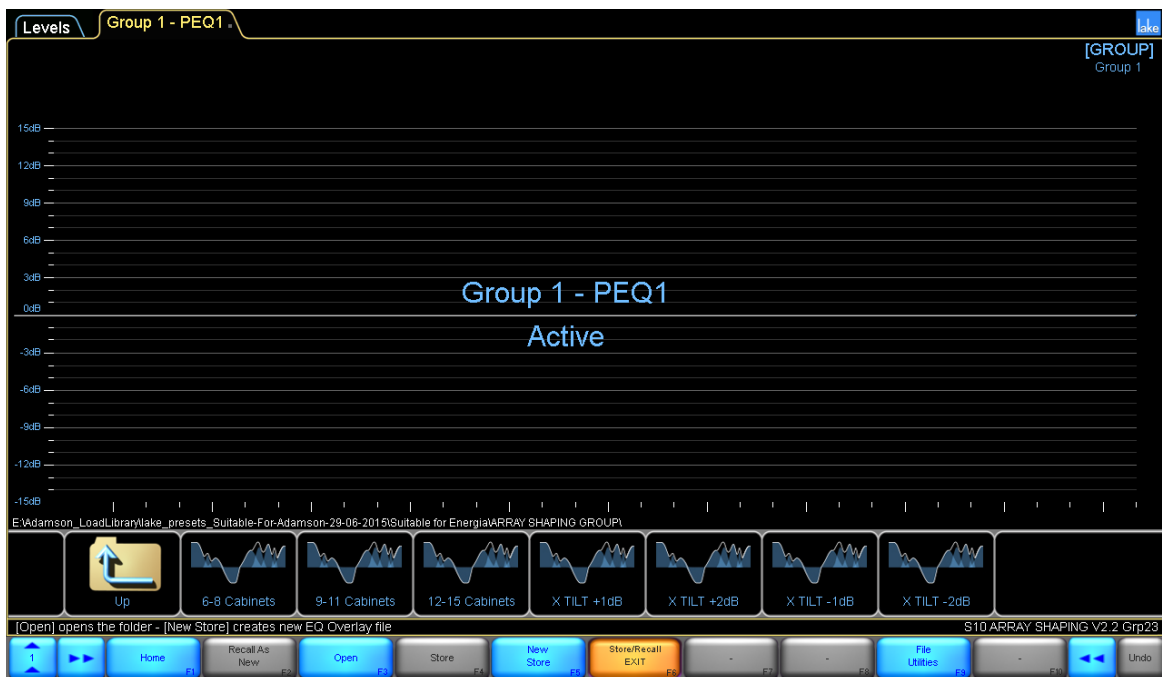 Levels
Group 1 - PEQ1
lake
[GROUP]
Group 1
15dB
12dB
9dB
6dB
3dB
0dB
-3dB
-6dB
-9dB
-12dB
-15dB
Group 1 - PEQ1
Active
E:\Adamson_LoadLibrary\lake_presets_Suitable-For-Adamson-29-06-2015\Suitable for Energia\ARRAY SHAPING GROUP\
Up
6-8 Cabinets
9-11 Cabinets
12-15 Cabinets
X TILT +1dB
X TILT +2dB
X TILT -1dB
X TILT -2dB
[Open] opens the folder - [New Store] creates new EQ Overlay file
S10 ARRAY SHAPING V2.2 Grp23
1
Home
F1
Recall As
New
F2
Open
F3
Store
F4
New
Store
F5
Store/Recall
EXIT
F6
-
F7
-
F8
File
Utilities
F9
-
F10
Undo